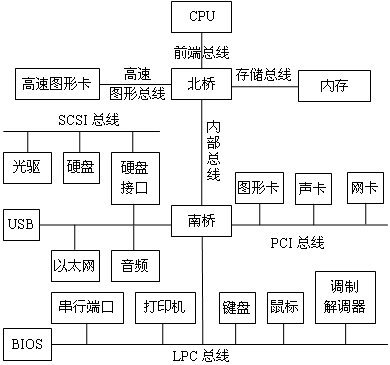 CPU
前端总线
高速图形卡
高速
图形总线
北桥
存储总线
内存
SCSI 总线
内部总线
光驱
硬盘
硬盘
接口
图形卡
声卡
网卡
USB
南桥
PCI 总线
以太网
音频
串行端口
打印机
键盘
鼠标
调制
解调器
BIOS
LPC 总线